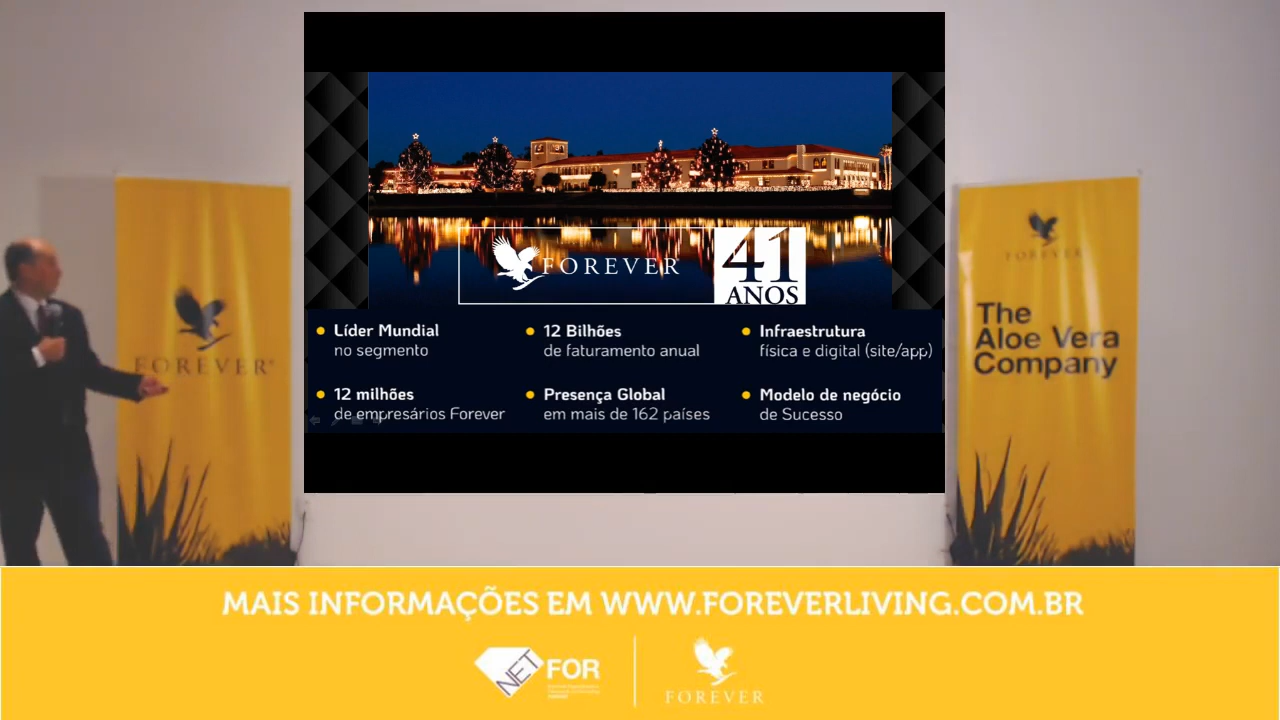 FOREVER
41
ANOS
Líder Mundial
no segmento
12 Bilhões
de faturamento anual
Infraestrutura
física e digital (site/app)
12 milhões
de empresários Forever
Presença Global
em mais de 162 países
Modelo de negócio
de Sucesso
FOREVER®
FOREVER
The
Aloe Vera
Company
MAIS INFORMAÇÕES EM WWW.FOREVERLIVING.COM.BR
NET FOR
FOREVER